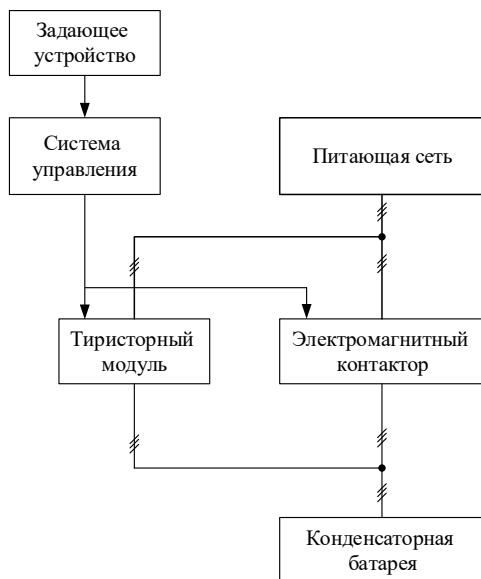 Задающее
устройство
Система
управления
Питающая сеть
Тиристорный
модуль
Электромагнитный
контактор
Конденсаторная
батарея